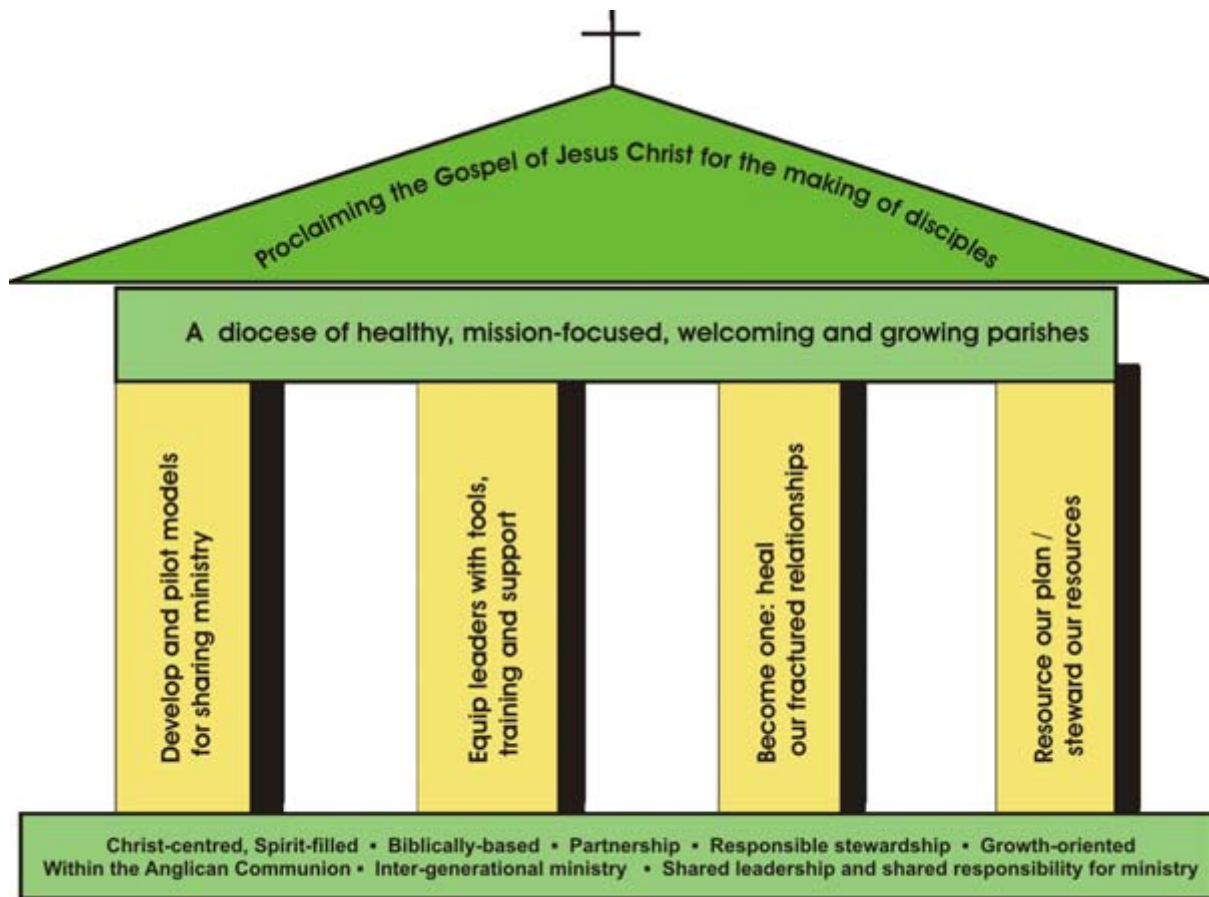 Proclaiming the Gospel of Jesus Christ for the making of disciples
A diocese of healthy, mission-focused, welcoming and growing parishes
Develop and pilot models
for sharing ministry
Equip leaders with tools,
training and support
Become one: heal
our fractured relationships
Resource our plan /
steward our resources
Christ-centred, Spirit-filled • Biblically-based • Partnership • Responsible stewardship • Growth-oriented
Within the Anglican Communion • Inter-generational ministry • Shared leadership and shared responsibility for ministry